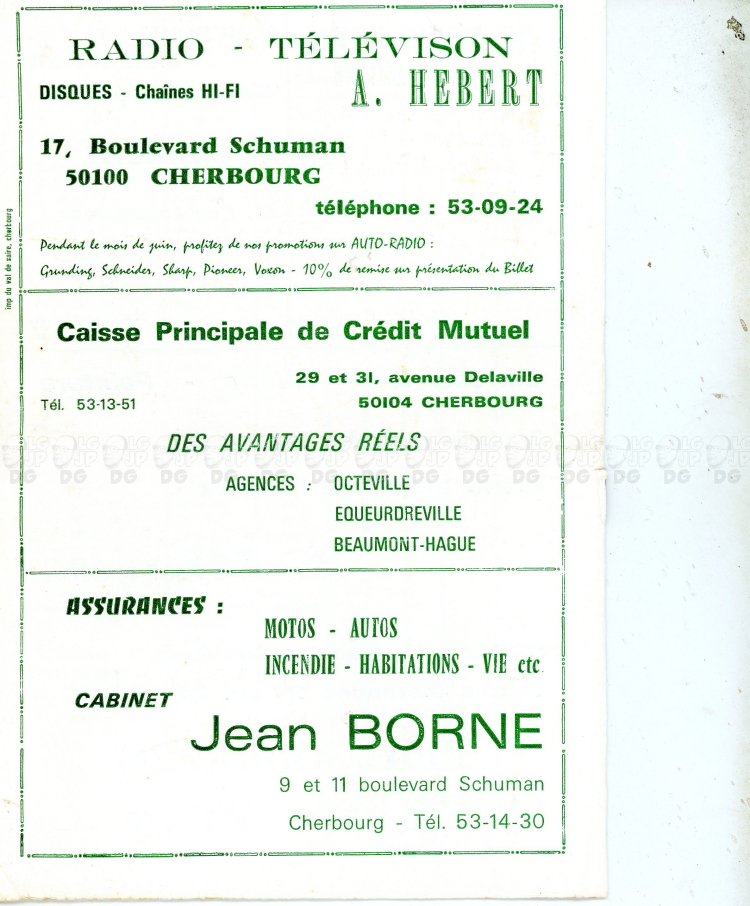 RADIO - TÉLÉVISON
DISQUES - Chaînes HI-FI
A. HEBERT
17, Boulevard Schuman
50100 CHERBOURG
téléphone : 53-09-24
Pendant le mois de juin, profitez de nos promotions sur AUTO-RADIO :
Grunding, Schneider, Sharp, Pioneer, Voxon - 10% de remise sur présentation du Billet
imp du val de saire, cherbourg
Caisse Principale de Crédit Mutuel
29 et 31, avenue Delaville
Tél. 53-13-51
50104 CHERBOURG
DES AVANTAGES RÉELS
AGENCES : OCTEVILLE
EQUEURDREVILLE
BEAUMONT-HAGUE
ASSURANCES :
MOTOS - AUTOS
INCENDIE - HABITATIONS - VIE etc
CABINET
Jean BORNE
9 et 11 boulevard Schuman
Cherbourg - Tél. 53-14-30